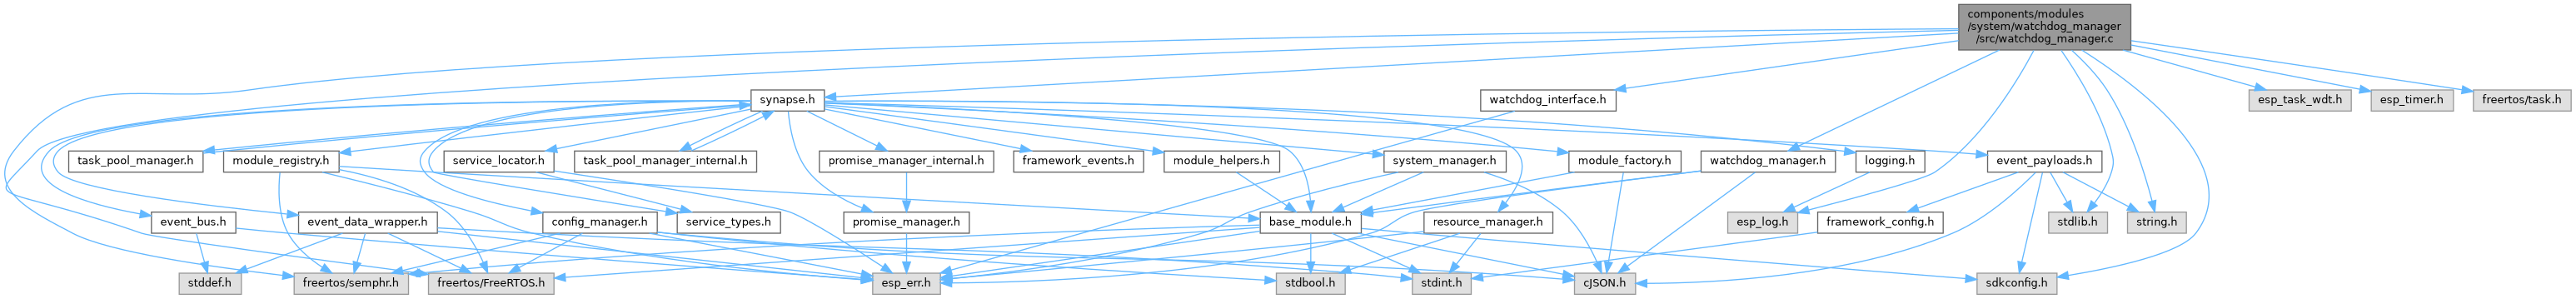 components/modules
/system/watchdog_manager
/src/watchdog_manager.c
synapse.h
watchdog_interface.h
esp_task_wdt.h
esp_timer.h
freertos/task.h
task_pool_manager.h
module_registry.h
service_locator.h
task_pool_manager_internal.h
promise_manager_internal.h
framework_events.h
module_helpers.h
system_manager.h
module_factory.h
watchdog_manager.h
logging.h
event_payloads.h
event_bus.h
event_data_wrapper.h
config_manager.h
service_types.h
promise_manager.h
base_module.h
resource_manager.h
esp_log.h
framework_config.h
stdlib.h
string.h
stddef.h
freertos/semphr.h
freertos/FreeRTOS.h
esp_err.h
stdbool.h
stdint.h
cJSON.h
sdkconfig.h